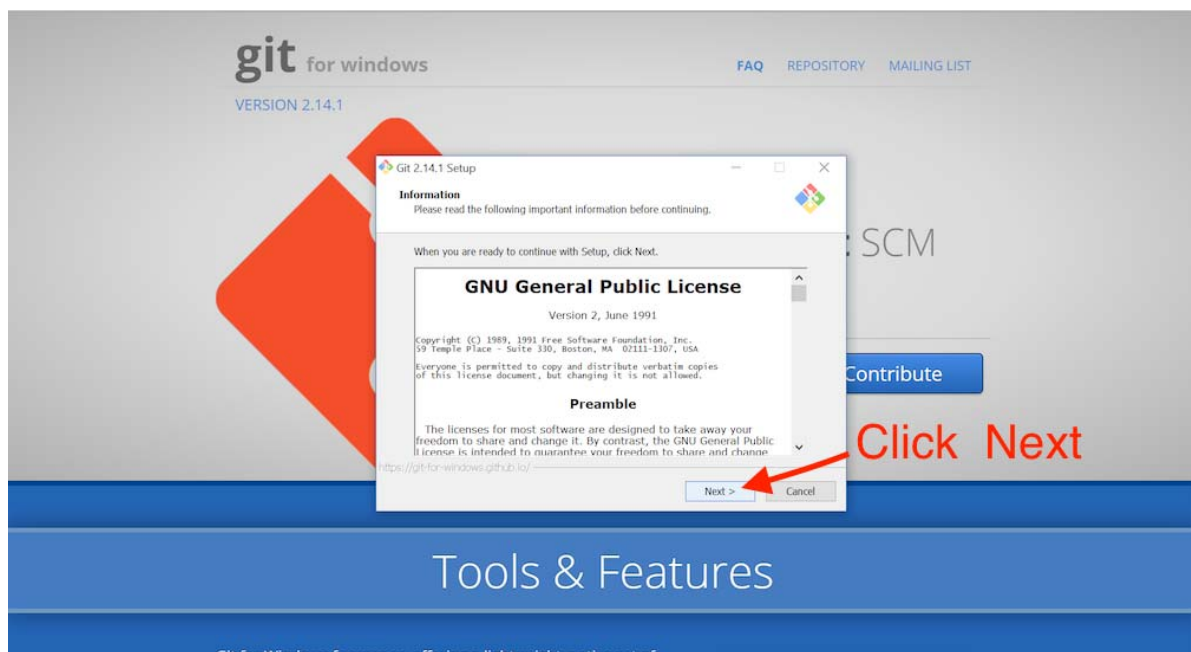 git for windows
FAQ REPOSITORY MAILING LIST
VERSION 2.14.1
Git 2.14.1 Setup
Information
Please read the following important information before continuing.
When you are ready to continue with Setup, click Next.
GNU General Public License
Version 2, June 1991
Copyright (C) 1989, 1991 Free Software Foundation, Inc.
59 Temple Place - Suite 330, Boston, MA 02111-1307, USA
Everyone is permitted to copy and distribute verbatim copies
of this license document, but changing it is not allowed.
Preamble
The licenses for most software are designed to take away your
freedom to share and change it. By contrast, the GNU General Public
License is intended to guarantee your freedom to share and change
https://git-for-windows.github.io/
Next >
Cancel
: SCM
Contribute
Click Next
Tools & Features